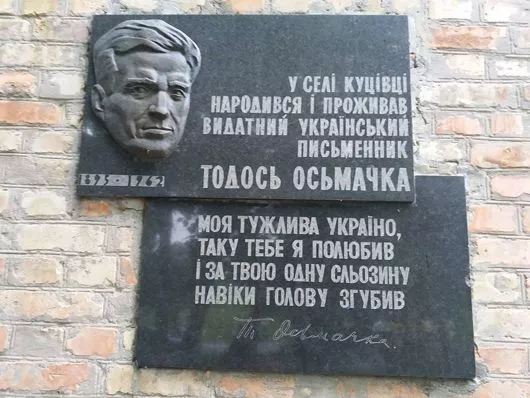 У СЕЛІ КУЦІВЦІ
НАРОДИВСЯ І ПРОЖИВАВ
ВИДАТНИЙ УКРАЇНСЬКИЙ
ПИСЬМЕННИК
ТОДОСЬ ОСЬМАЧКА
1895-1962
МОЯ ТУЖЛИВА УКРАЇНО,
ТАКУ ТЕБЕ Я ПОЛЮБИВ
І ЗА ТВОЮ ОДНУ СЛЬОЗИНУ
НАВІКИ ГОЛОВУ ЗГУБИВ
Т. Осьмачка.